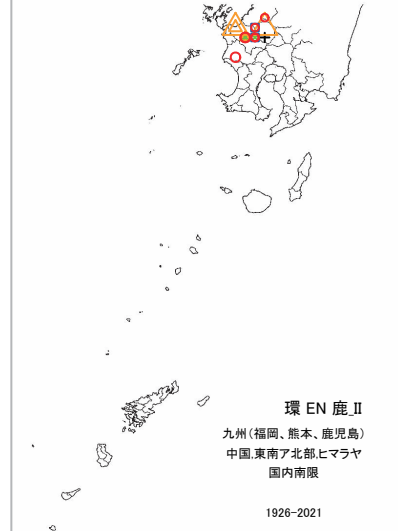 環 EN 鹿_II
九州(福岡、熊本、鹿児島)
中国,東南ア北部,ヒマラヤ
国内南限
1926-2021